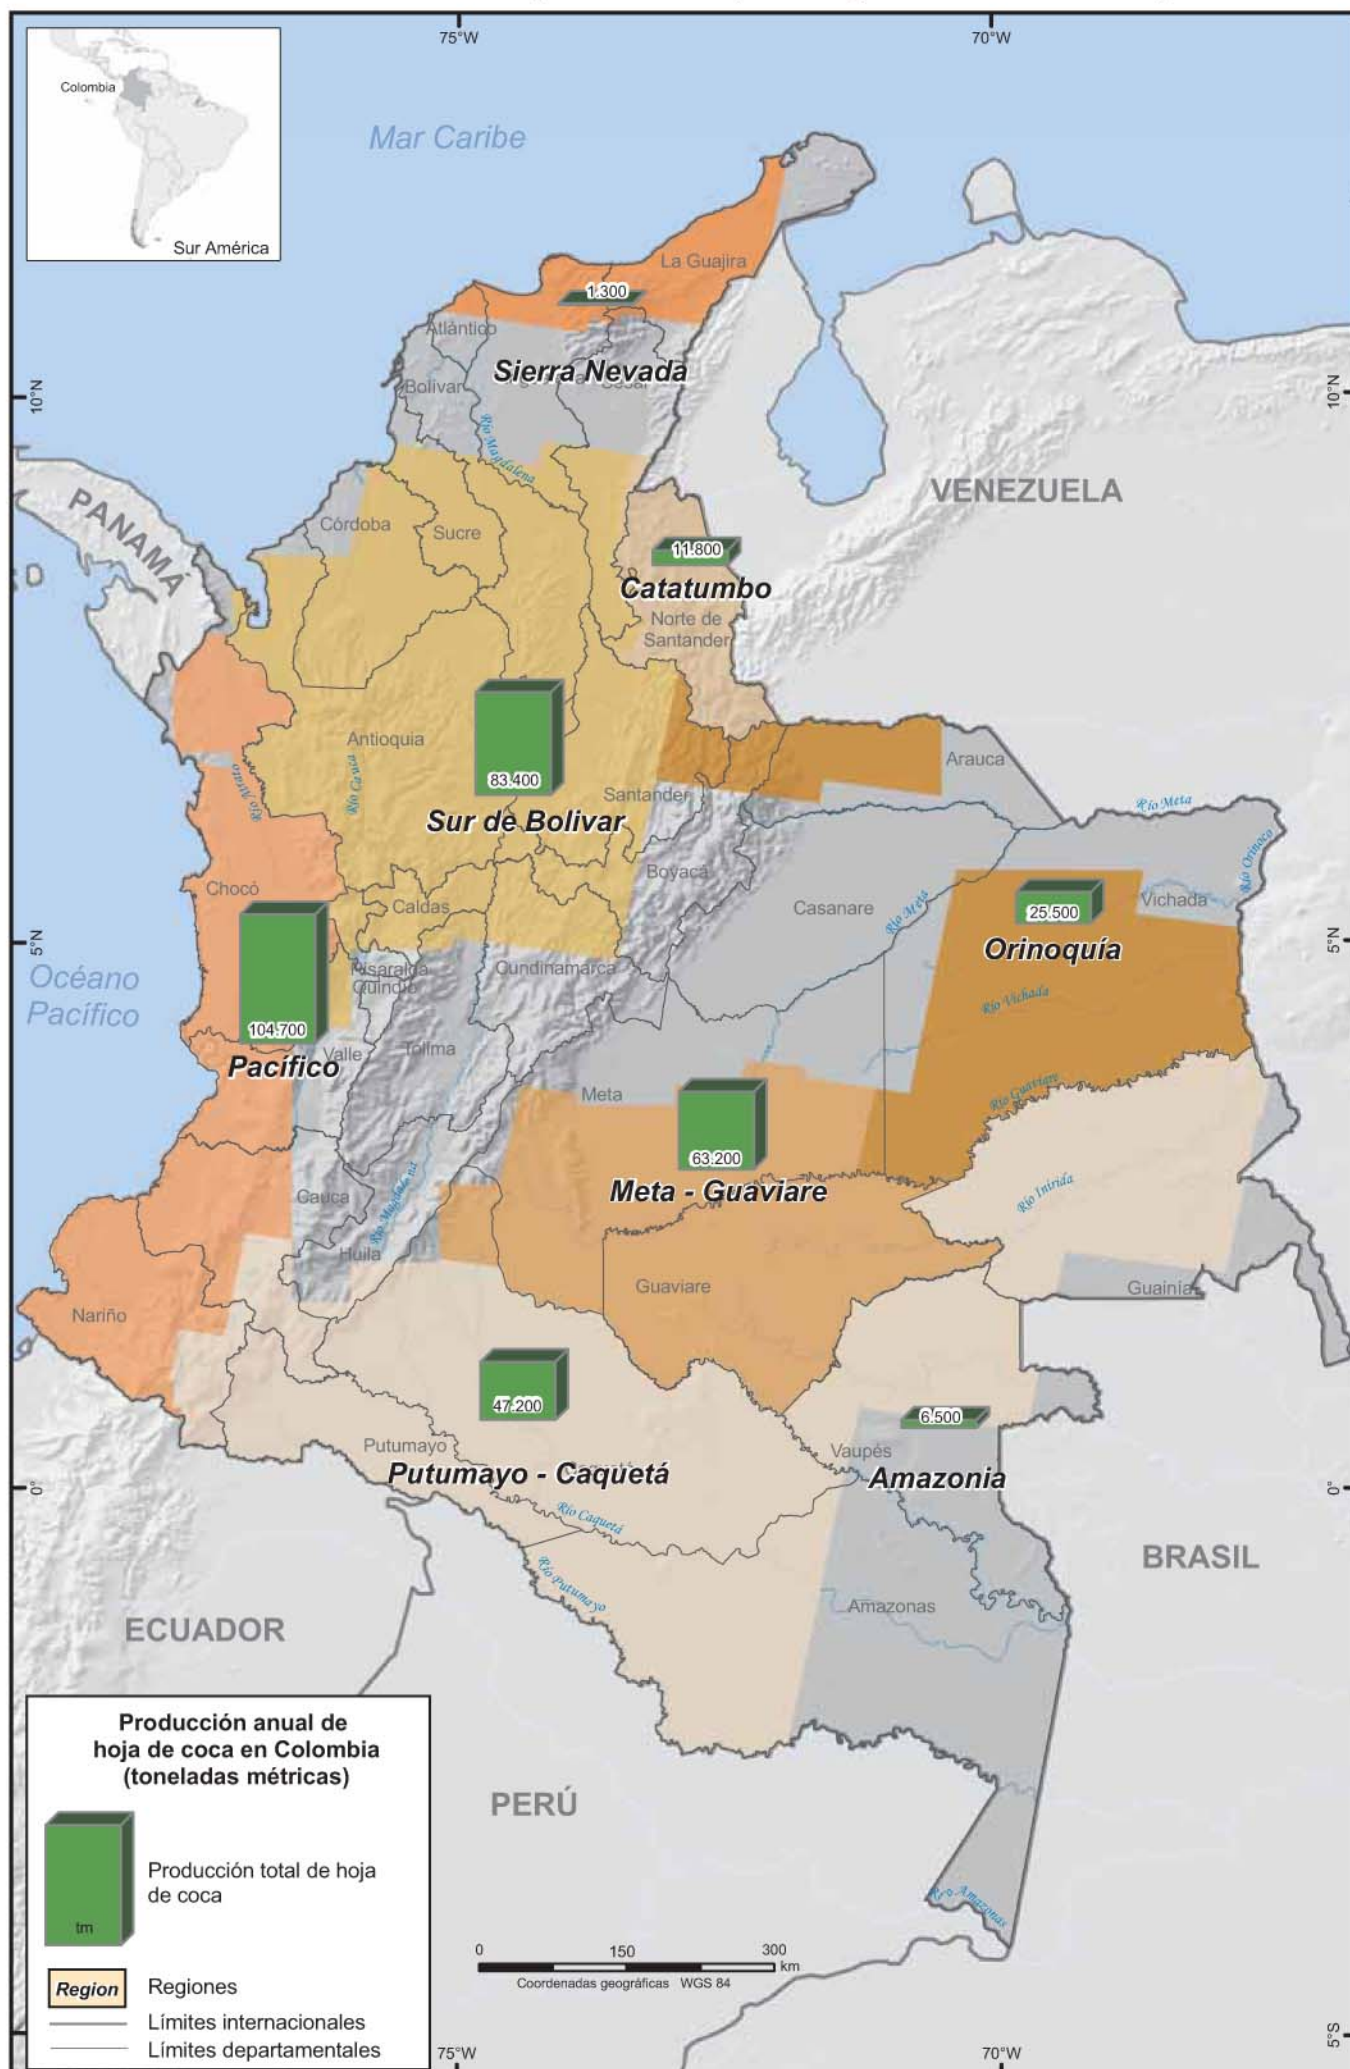 75°W
70°W
Colombia
Sur América
Mar Caribe
La Guajira
1.300
Atlántico
Sierra Nevada
Bolívar
10°N
10°N
Río Magdalena
PANAMÁ
VENEZUELA
Córdoba
Sucre
11.800
Catatumbo
Norte de
Santander
Antioquia
Río Cauca
Río Atrato
83.400
Arauca
Santander
Sur de Bolivar
Río Meta
Río Orinoco
Boyacá
Chocó
Caldas
Casanare
Río Meta
Vichada
25.500
5°N
5°N
Orinoquía
Océano
Pacífico
Risaralda
Quindío
Cundinamarca
Río Vichada
104.700
Pacífico
Valle
Tolima
Meta
Río Guaviare
63.200
Meta - Guaviare
Cauca
Río Magdalena
Río Inirida
Huila
Guaviare
Guainía
Nariño
47.200
6.500
Putumayo
Vaupés
Putumayo - Caquetá
Amazonia
0°
0°
Río Caquetá
Río Putumayo
BRASIL
Amazonas
ECUADOR
PERÚ
Río Amazonas
Producción anual de
hoja de coca en Colombia
(toneladas métricas)
Producción total de hoja
de coca
tm
Region
Regiones
Límites internacionales
Límites departamentales
0 150 300
km
Coordenadas geográficas WGS 84
5°S
75°W
70°W